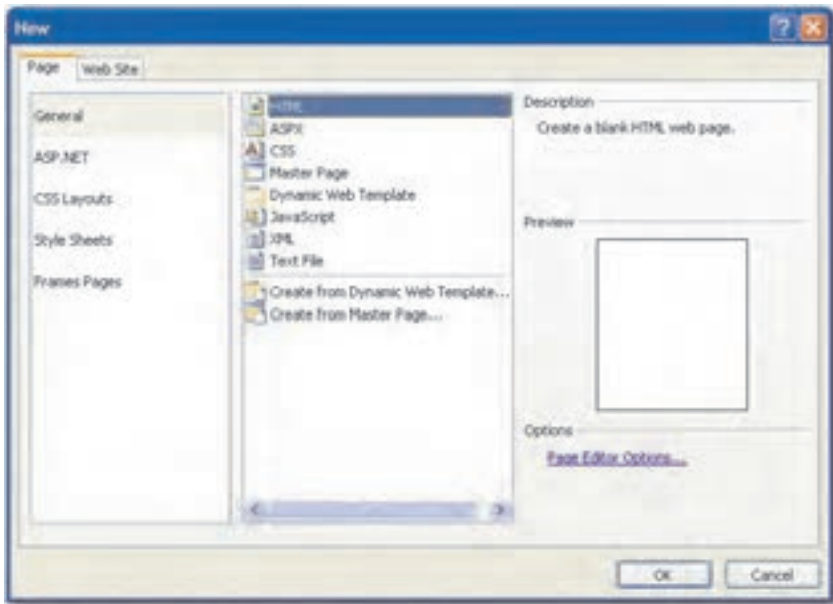 New
Page
Web Site
General
ASP.NET
CSS Layouts
Style Sheets
Frames Pages
HTML
ASPX
CSS
Master Page
Dynamic Web Template
JavaScript
XML
Text File
Create from Dynamic Web Template...
Create from Master Page...
Description
Create a blank HTML web page.
Preview
Options
Page Editor Options...
OK
Cancel